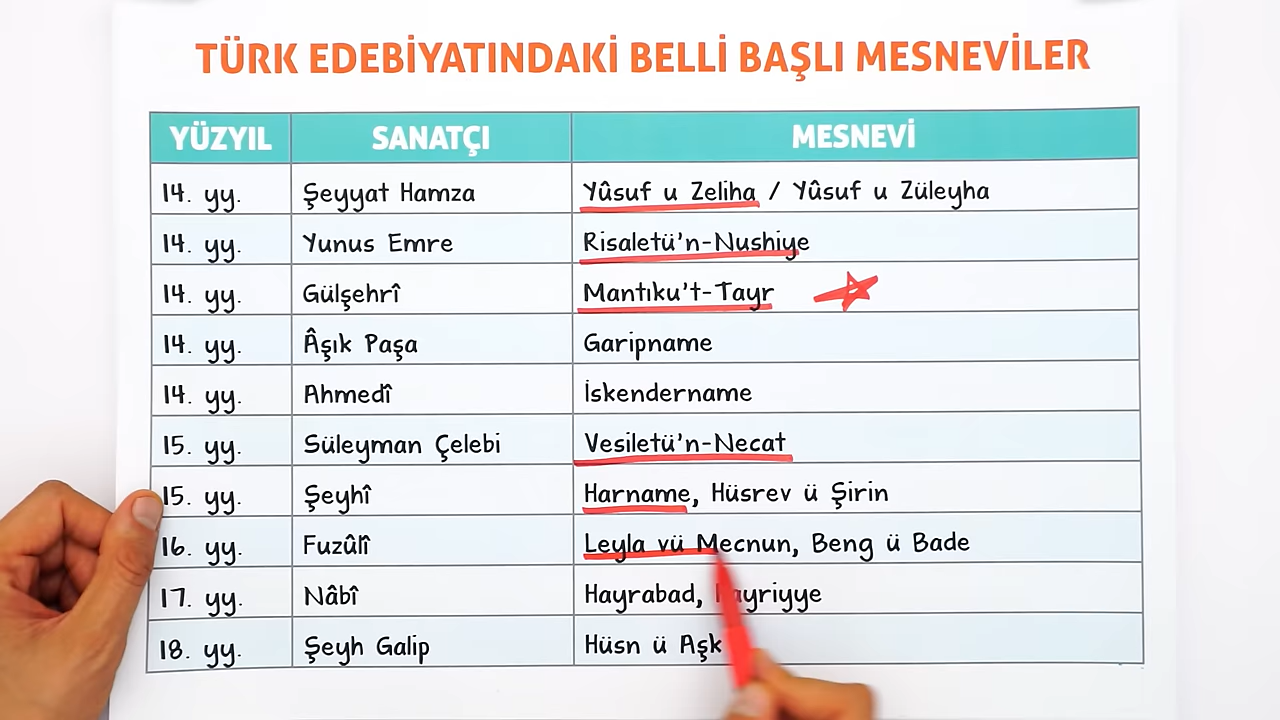 TÜRK EDEBİYATINDAKİ BELLİ BAŞLI MESNEVİLER
YÜZYIL SANATÇI MESNEVİ
14. yy. Şeyyat Hamza Yûsuf u Zeliha / Yûsuf u Züleyha
14. yy. Yunus Emre Risaletü'n-Nushiye
14. yy. Gülşehrî Mantıku't-Tayr
14. yy. Âşık Paşa Garipname
14. yy. Ahmedî İskendername
15. yy. Süleyman Çelebi Vesiletü'n-Necat
15. yy. Şeyhî Harname, Hüsrev ü Şirin
16. yy. Fuzûlî Leyla vü Mecnun, Beng ü Bade
17. yy. Nâbî Hayrabad,
18. yy. Şeyh Galip Hüsn ü Aşk